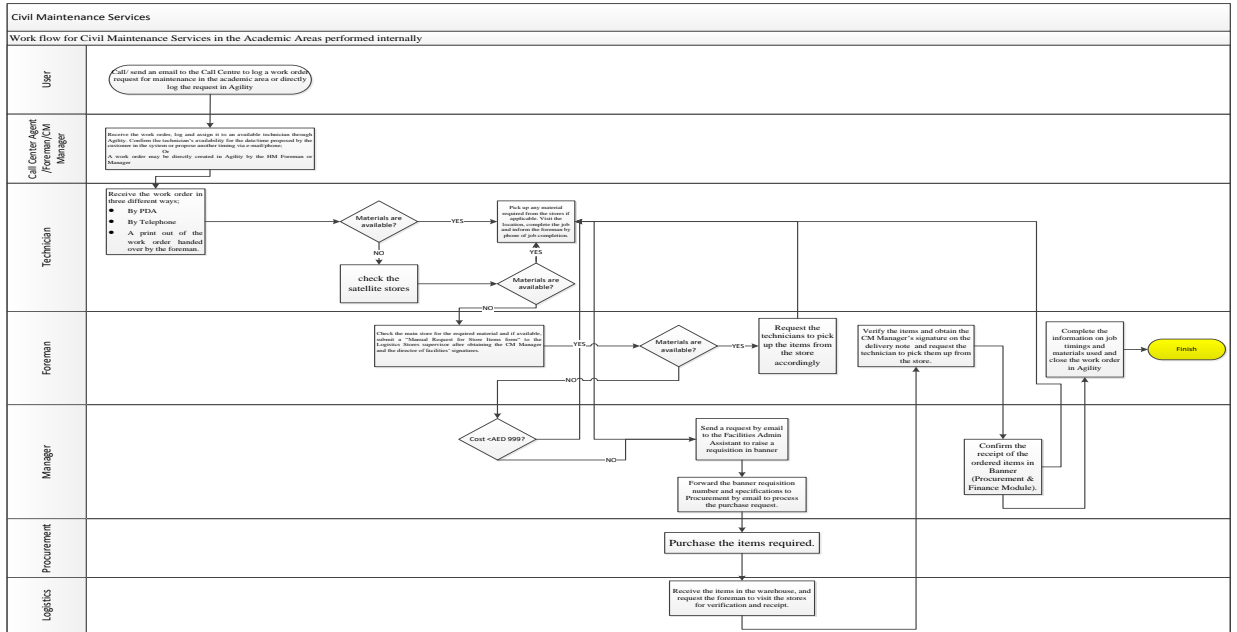 Civil Maintenance Services
Work flow for Civil Maintenance Services in the Academic Areas performed internally
User
Call/ send an email to the Call Centre to log a work order
request for maintenance in the academic area or directly
log the request in Agility
Call Center Agent
/Foreman/CM
Manager
Receive the work order, log and assign it to an available technician through
Agility. Confirm the technician's availability for the date/time proposed by the
customer in the system or propose another timing via e-mail/phone;
Or
A work order may be directly created in Agility by the HM Foreman or
Manager
Technician
Receive the work order in
three different ways;
● By PDA
● By Telephone
● A print out of the
work order handed
over by the foreman.
Materials are
available?
YES
Pick up any material
required from the stores if
applicable. Visit the
location, complete the job
and inform the foreman by
phone of job completion.
NO
YES
check the
satellite stores
Materials are
available?
NO
Foreman
Check the main store for the required material and if available,
submit a "Manual Request for Store Items form" to the
Logistics Stores supervisor after obtaining the CM Manager
and the director of facilities' signatures.
YES
Materials are
available?
YES
Request the
technicians to pick
up the items from
the store
accordingly
Verify the items and obtain the
CM Manager's signature on the
delivery note and request the
technician to pick them up from
the store.
Complete the
information on job
timings and
materials used and
close the work order
in Agility
Finish
NO
Manager
Cost <AED 999?
NO
Send a request by email
to the Facilities Admin
Assistant to raise a
requisition in banner
Confirm the
receipt of the
ordered items in
Banner
(Procurement &
Finance Module).
Forward the banner requisition
number and specifications to
Procurement by email to process
the purchase request.
Procurement
Purchase the items required.
Logistics
Receive the items in the warehouse, and
request the foreman to visit the stores
for verification and receipt.